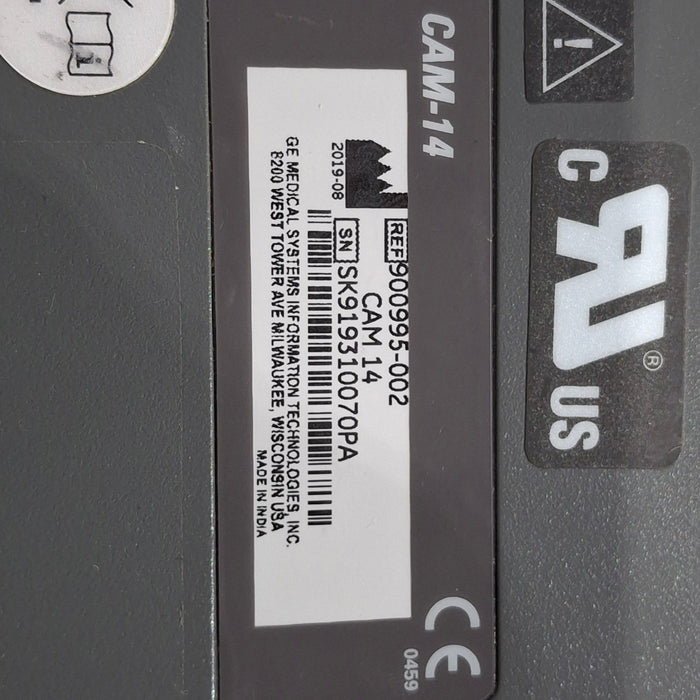 CAM-14
REF 900995-002
CAM 14
SN SK919310070PA
2019-08
GE MEDICAL SYSTEMS INFORMATION TECHNOLOGIES, INC.
8200 WEST TOWER AVE MILWAUKEE, WISCONSIN USA
MADE IN INDIA
CE
0459
!
C UR ® US
i